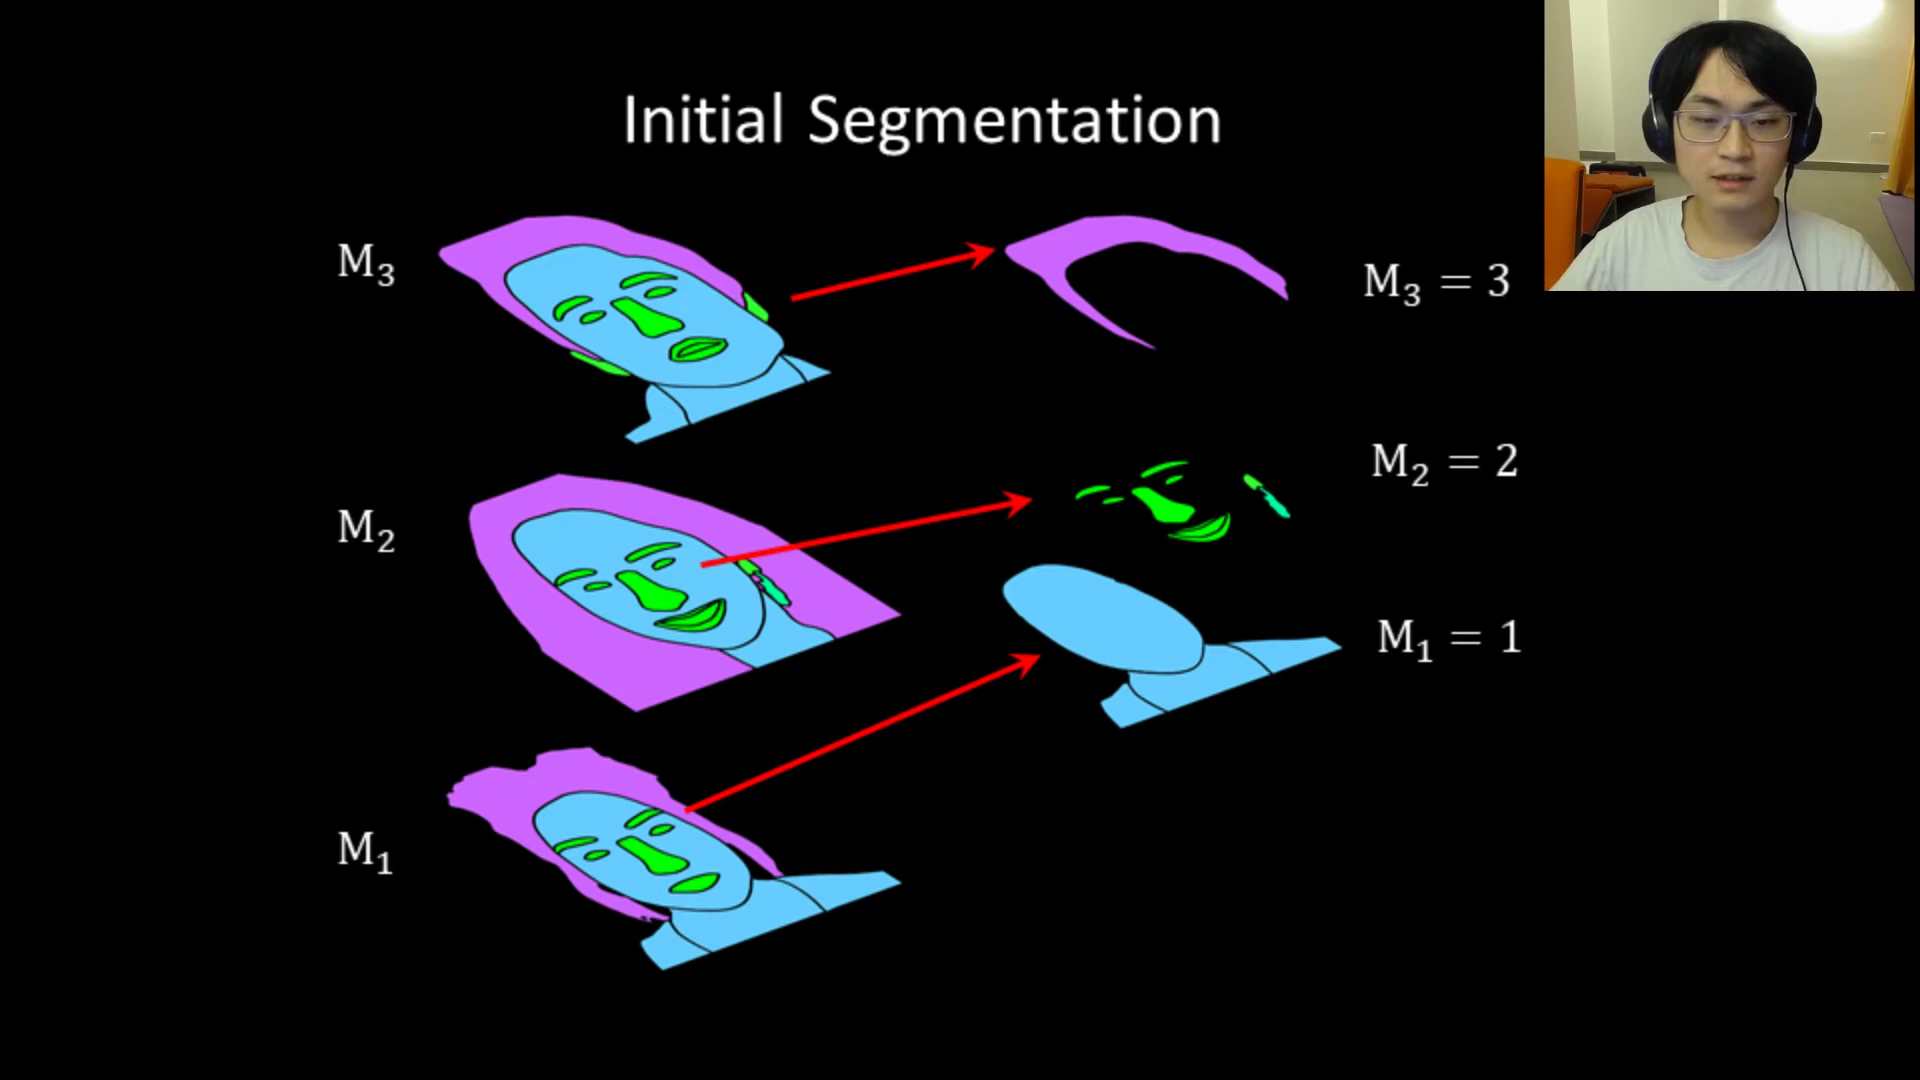 Initial Segmentation
M₃
M₃ = 3
M₂
M₂ = 2
M₁ = 1
M₁